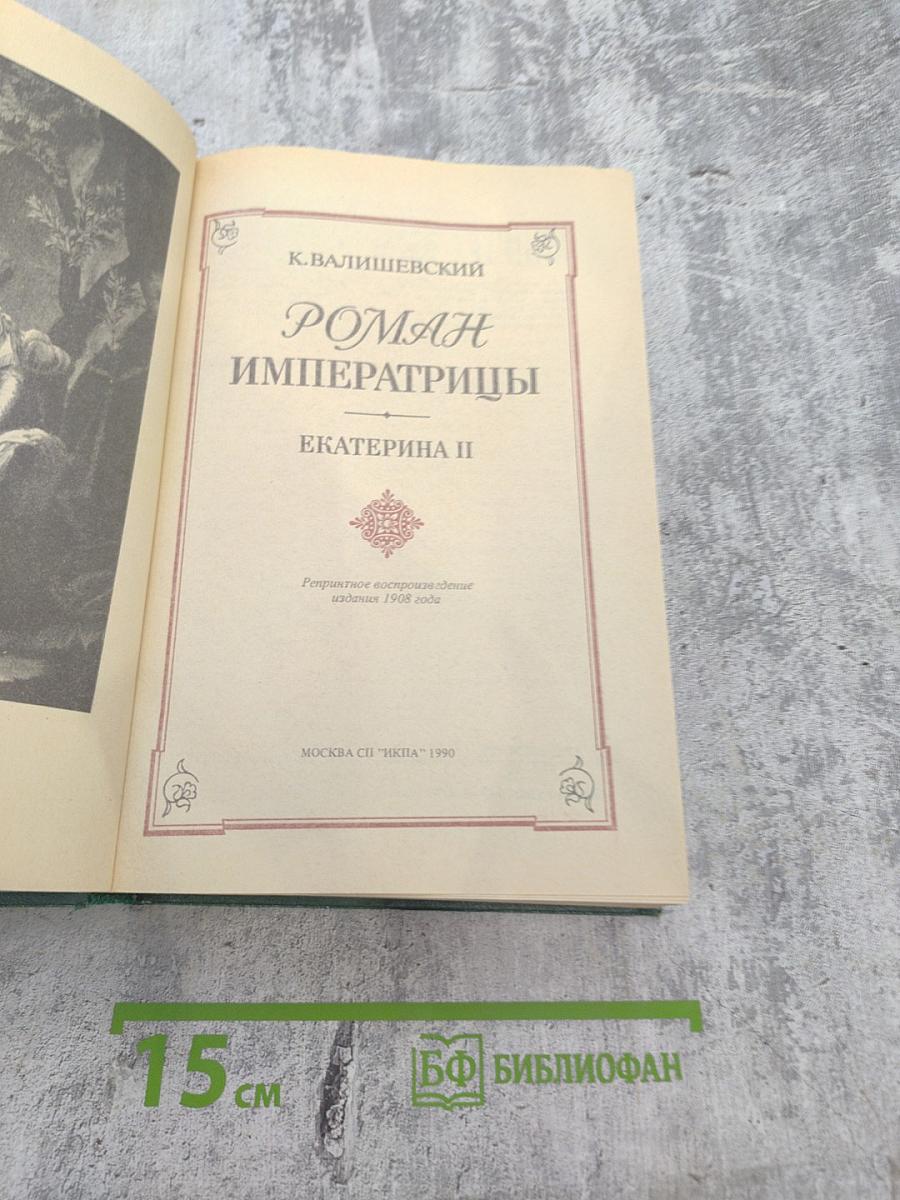 К. ВАЛИШЕВСКИЙ
РОМАН
ИМПЕРАТРИЦЫ
ЕКАТЕРИНА II
Репринтное воспроизведение
издания 1908 года
МОСКВА СП "ИКПА" 1990
15 см
БФ БИБЛИОФАН